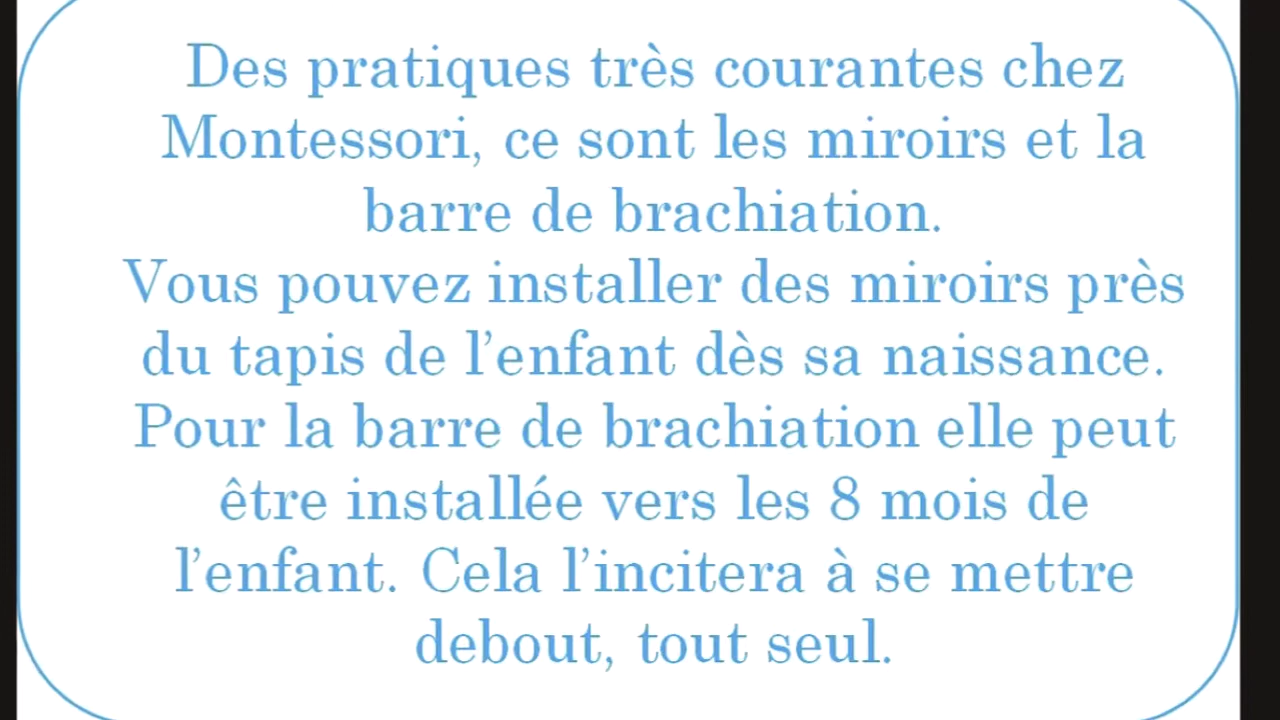 Des pratiques très courantes chez
Montessori, ce sont les miroirs et la
barre de brachiation.
Vous pouvez installer des miroirs près
du tapis de l’enfant dès sa naissance.
Pour la barre de brachiation elle peut
être installée vers les 8 mois de
l’enfant. Cela l’incitera à se mettre
debout, tout seul.